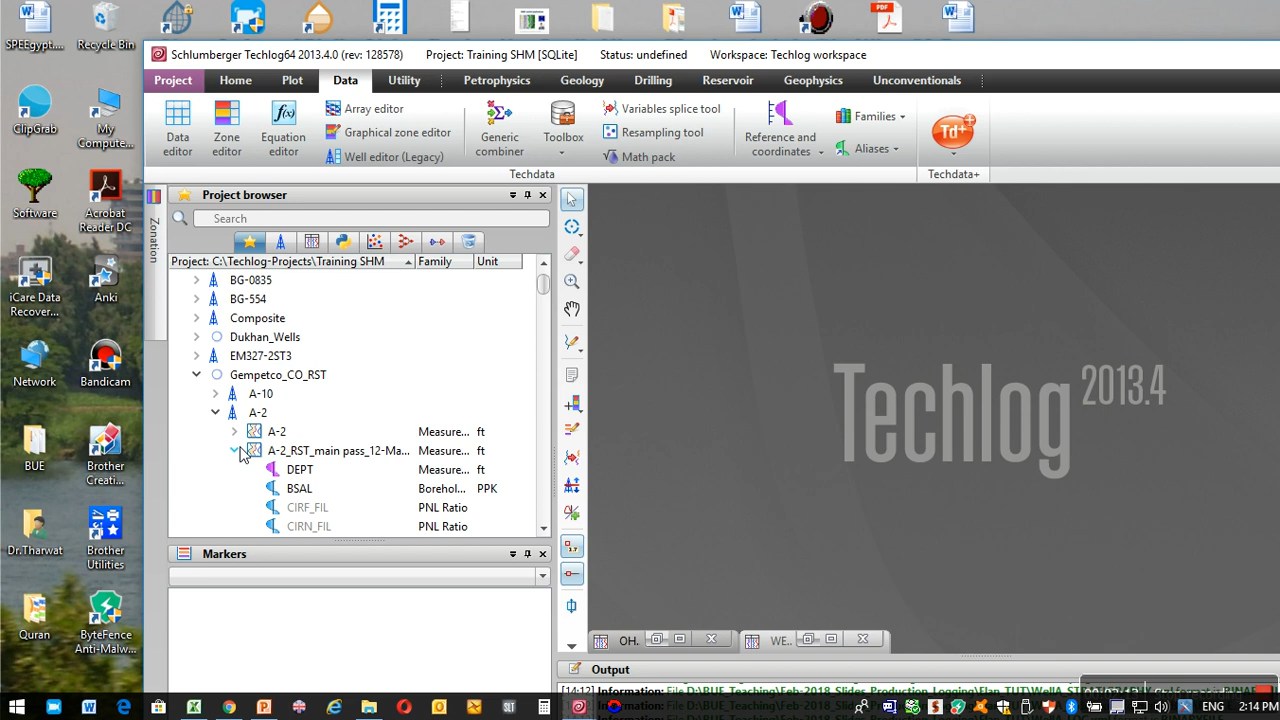 SPEEgypt....
Recycle Bin
ClipGrab
My Compute...
Software
Acrobat Reader DC
iCare Data Recover...
Anki
Network
Bandicam
BUE
Brother Creati...
Dr.Tharwat
Brother Utilities
Quran
ByteFence Anti-Malw...
Schlumberger Techlog64 2013.4.0 (rev: 128578) Project: Training SHM [SQLite] Status: undefined Workspace: Techlog workspace
Project Home Plot Data Utility Petrophysics Geology Drilling Reservoir Geophysics Unconventionals
Data editor
Zone editor
Equation editor
Array editor
Graphical zone editor
Well editor (Legacy)
Generic combiner
Toolbox
Variables splice tool
Resampling tool
Math pack
Reference and coordinates
Families
Aliases
Td+
Techdata
Techdata+
Zonation
Project browser
Search
Project: C:\Techlog-Projects\Training SHM Family Unit
BG-0835
BG-554
Composite
Dukhan_Wells
EM327-2ST3
Gempetco_CO_RST
A-10
A-2
A-2 Measure... ft
A-2_RST_main pass_12-Ma... Measure... ft
DEPT Measure... ft
BSAL Borehol... PPK
CIRF_FIL PNL Ratio
CIRN_FIL PNL Ratio
Markers
Techlog 2013.4
OH.
WE..
Output
ENG 2:14 PM